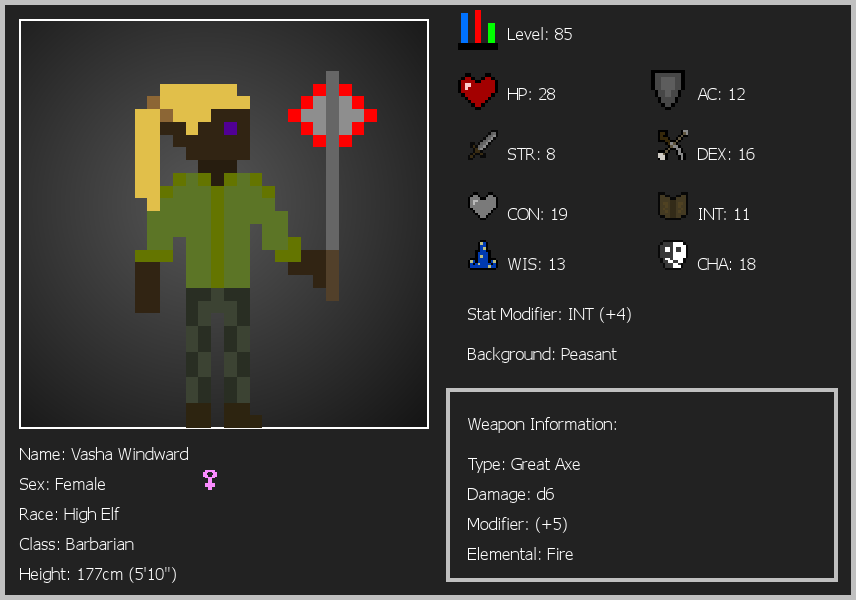 Level: 85
HP: 28
AC: 12
STR: 8
DEX: 16
CON: 19
INT: 11
WIS: 13
CHA: 18
Stat Modifier: INT (+4)
Background: Peasant
Weapon Information:
Type: Great Axe
Damage: d6
Modifier: (+5)
Elemental: Fire
Name: Vasha Windward
Sex: Female
Race: High Elf
Class: Barbarian
Height: 177cm (5'10")